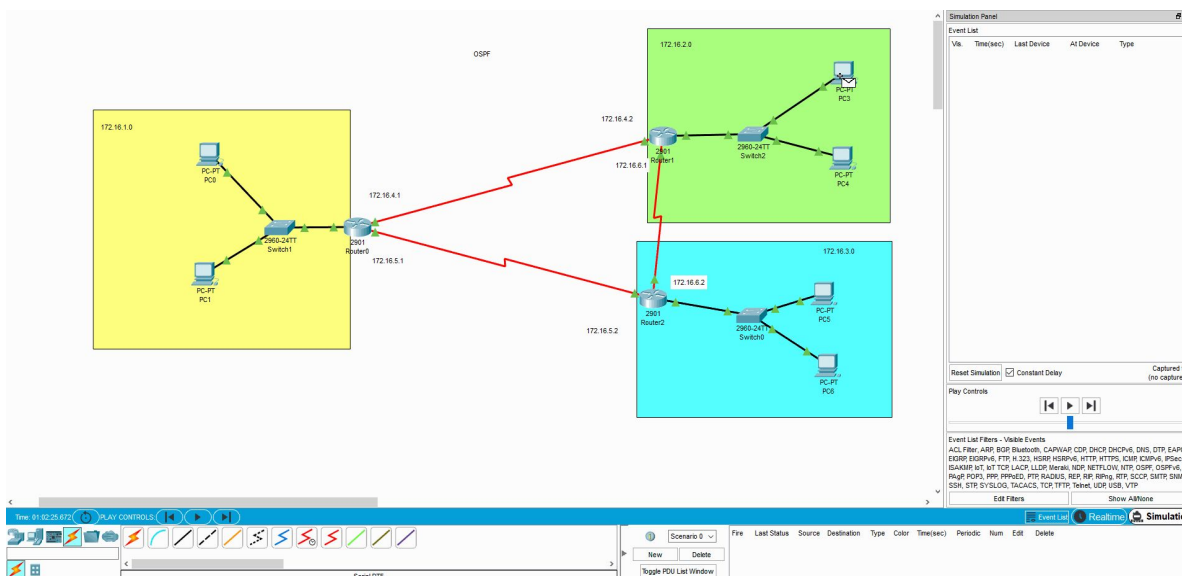 OSPF
172.16.1.0
PC-PT
PC0
2960-24TT
Switch1
PC-PT
PC1
2901
Router0
172.16.4.1
172.16.5.1
172.16.2.0
172.16.4.2
2901
Router1
172.16.6.1
2960-24TT
Switch2
PC-PT
PC3
PC-PT
PC4
172.16.3.0
172.16.6.2
2901
Router2
172.16.5.2
2960-24TT
Switch0
PC-PT
PC5
PC-PT
PC6
Simulation Panel
Event List
Vis. Time(sec) Last Device At Device Type
Reset Simulation Constant Delay
Captured
(no capture
Play Controls
Event List Filters - Visible Events
ACL Filter, ARP, BGP, Bluetooth, CAPWAP, CDP, DHCP, DHCPv6, DNS, DTP, EAPI
EIGRP, EIGRPv6, FTP, H.323, HSRP, HSRPv6, HTTP, HTTPS, ICMP, ICMPv6, IPSec
ISAKMP, IoT, IoT TCP, LACP, LLDP, Meraki, NDP, NETFLOW, NTP, OSPF, OSPFv6,
PAgP, POP3, PPP, PPPoED, PTP, RADIUS, REP, RIP, RIPng, RTP, SCCP, SMTP, SNM
SSH, STP, SYSLOG, TACACS, TCP, TFTP, Telnet, UDP, USB, VTP
Edit Filters Show All/None
Time: 01:02:25.672 PLAY CONTROLS:
Event List Realtime Simulatio
Scenario 0
New Delete
Toggle PDU List Window
Fire Last Status Source Destination Type Color Time(sec) Periodic Num Edit Delete
Serial DTE